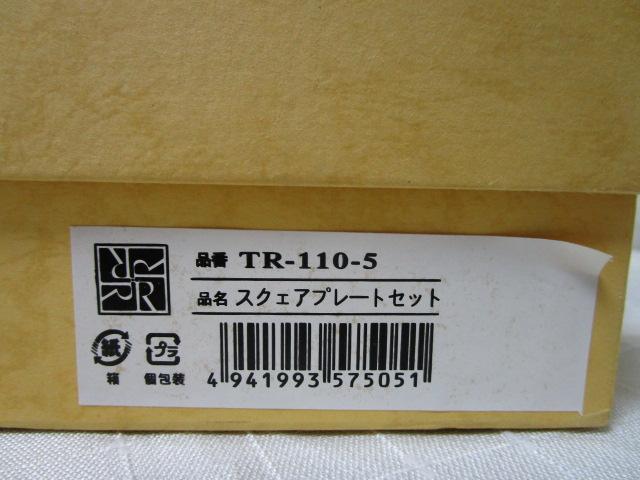 品番 TR-110-5
品名 スクェアプレートセット
R
紙 プラ
箱 個包装
4 941993 575051